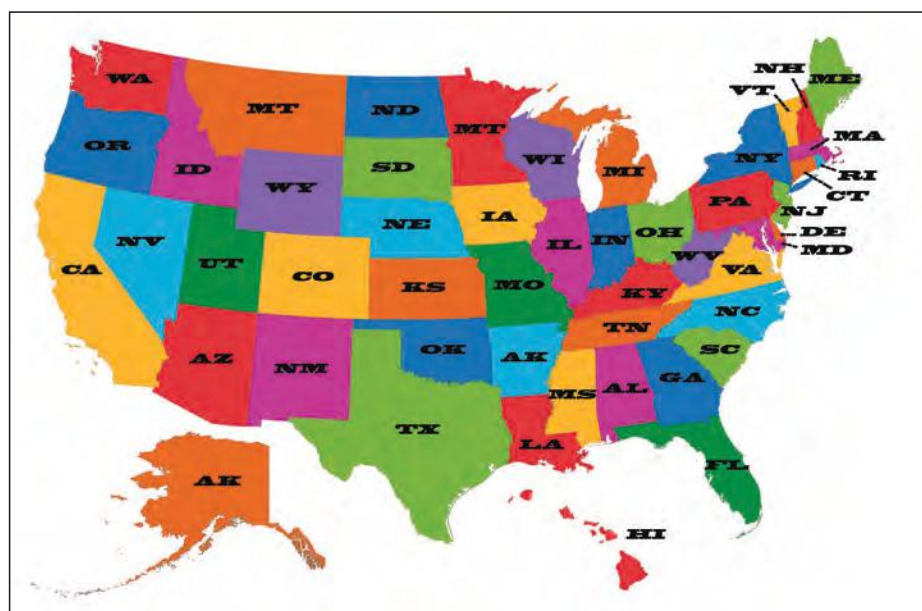 WA
MT
ND
MT
NH
ME
VT
OR
ID
WY
SD
WI
MI
NY
MA
RI
CT
NE
IA
PA
NJ
NV
UT
CO
IL
IN
OH
DE
MD
WV
VA
CA
KS
MO
KY
NC
AZ
NM
OK
AK
TN
SC
MS
AL
GA
TX
LA
FL
AK
HI